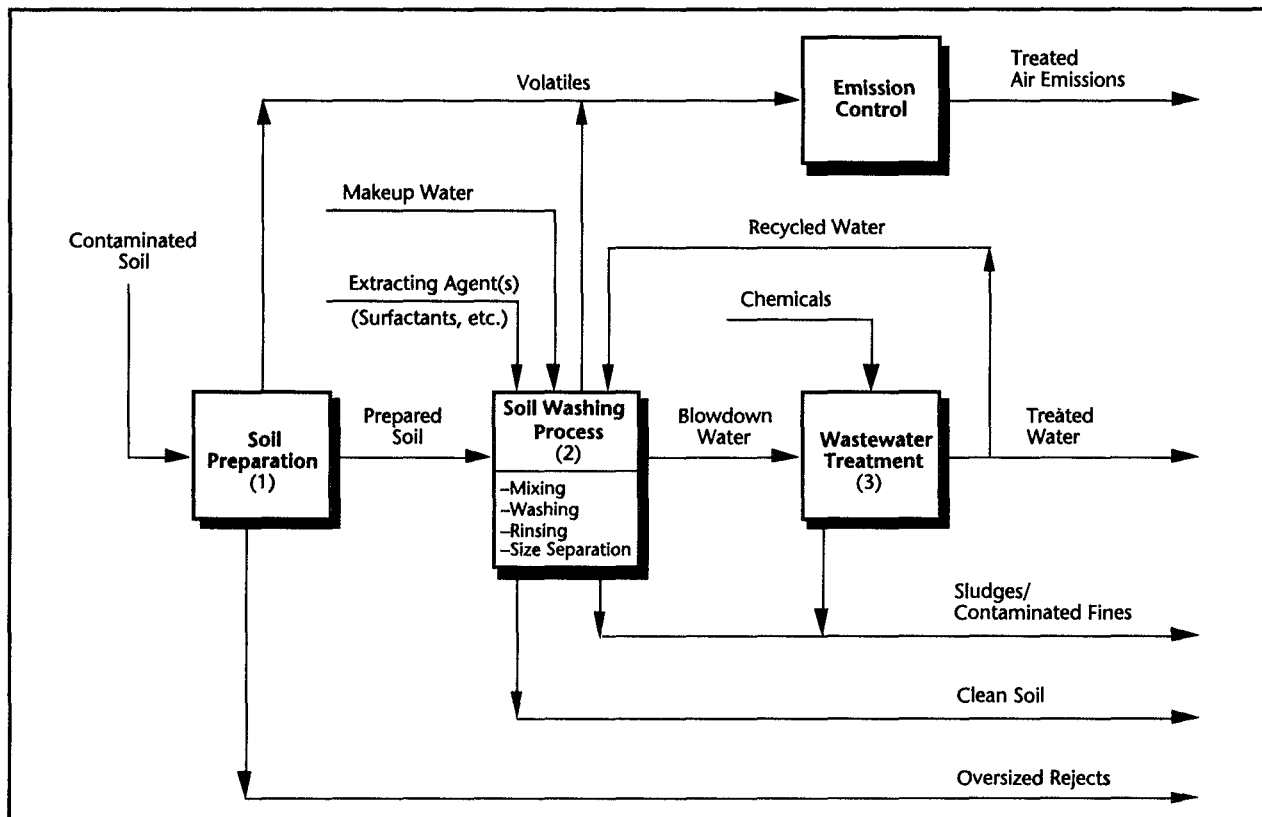 Volatiles
Emission
Control
Treated
Air Emissions
Makeup Water
Contaminated
Soil
Recycled Water
Extracting Agent(s)
(Surfactants, etc.)
Chemicals
Soil
Preparation
(1)
Prepared
Soil
Soil Washing
Process
(2)
–Mixing
–Washing
–Rinsing
–Size Separation
Blowdown
Water
Wastewater
Treatment
(3)
Treated
Water
Sludges/
Contaminated Fines
Clean Soil
Oversized Rejects